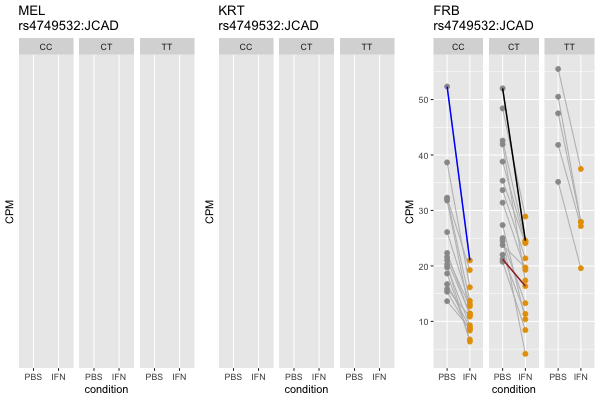 MEL
rs4749532:JCAD
CC CT TT
CPM
PBS IFN PBS IFN PBS IFN
condition
KRT
rs4749532:JCAD
CC CT TT
CPM
PBS IFN PBS IFN PBS IFN
condition
FRB
rs4749532:JCAD
CC CT TT
CPM
50
40
30
20
10
PBS IFN PBS IFN PBS IFN
condition